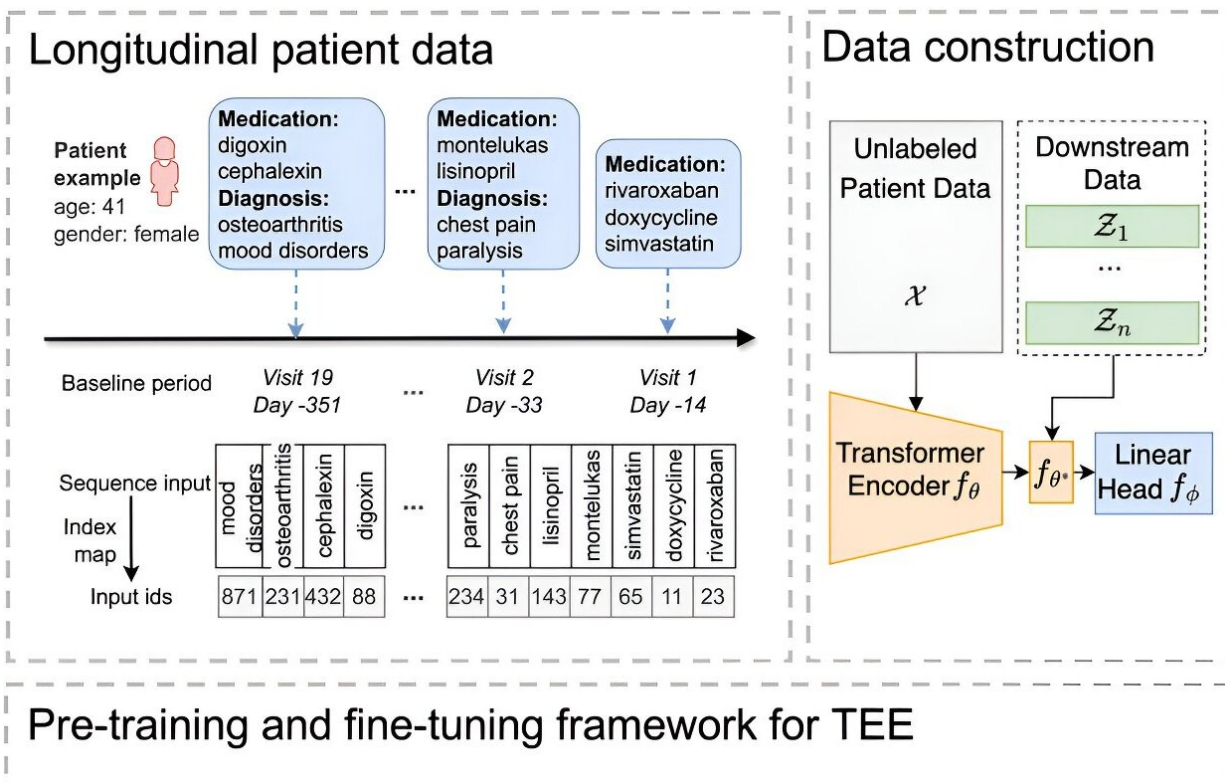 Longitudinal patient data
Patient
example
age: 41
gender: female
Medication:
digoxin
cephalexin
Diagnosis:
osteoarthritis
mood disorders
...
Medication:
montelukas
lisinopril
Diagnosis:
chest pain
paralysis
Medication:
rivaroxaban
doxycycline
simvastatin
Baseline period
Visit 19
Day -351
...
Visit 2
Day -33
Visit 1
Day -14
Sequence input
Index
map
Input ids
mood
disorders
osteoarthritis
cephalexin
digoxin
...
paralysis
chest pain
lisinopril
montelukas
simvastatin
doxycycline
rivaroxaban
871 231 432 88 ... 234 31 143 77 65 11 23
Data construction
Unlabeled
Patient Data
𝒳
Downstream
Data
𝒵₁
...
𝒵ₙ
Transformer
Encoder f_θ
f_θ*
Linear
Head f_ϕ
Pre-training and fine-tuning framework for TEE